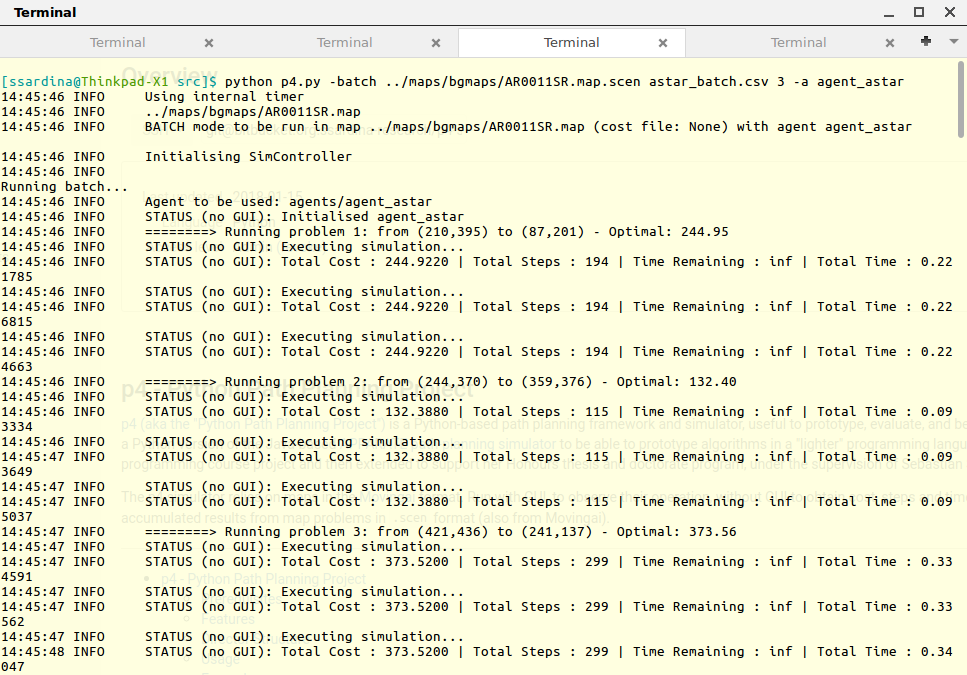 Terminal
Terminal Terminal Terminal Terminal
[ssardina@Thinkpad-X1 src]$ python p4.py -batch ../maps/bgmaps/AR0011SR.map.scen astar_batch.csv 3 -a agent_astar
14:45:46 INFO     Using internal timer
14:45:46 INFO     ../maps/bgmaps/AR0011SR.map
14:45:46 INFO     BATCH mode to be run in map ../maps/bgmaps/AR0011SR.map (cost file: None) with agent agent_astar
14:45:46 INFO     Initialising SimController
14:45:46 INFO
Running batch...
14:45:46 INFO     Agent to be used: agents/agent_astar
14:45:46 INFO     STATUS (no GUI): Initialised agent_astar
14:45:46 INFO     ========> Running problem 1: from (210,395) to (87,201) - Optimal: 244.95
14:45:46 INFO     STATUS (no GUI): Executing simulation...
14:45:46 INFO     STATUS (no GUI): Total Cost : 244.9220 | Total Steps : 194 | Time Remaining : inf | Total Time : 0.22
1785
14:45:46 INFO     STATUS (no GUI): Executing simulation...
14:45:46 INFO     STATUS (no GUI): Total Cost : 244.9220 | Total Steps : 194 | Time Remaining : inf | Total Time : 0.22
6815
14:45:46 INFO     STATUS (no GUI): Executing simulation...
14:45:46 INFO     STATUS (no GUI): Total Cost : 244.9220 | Total Steps : 194 | Time Remaining : inf | Total Time : 0.22
4663
14:45:46 INFO     ========> Running problem 2: from (244,370) to (359,376) - Optimal: 132.40
14:45:46 INFO     STATUS (no GUI): Executing simulation...
14:45:46 INFO     STATUS (no GUI): Total Cost : 132.3880 | Total Steps : 115 | Time Remaining : inf | Total Time : 0.09
3334
14:45:46 INFO     STATUS (no GUI): Executing simulation...
14:45:47 INFO     STATUS (no GUI): Total Cost : 132.3880 | Total Steps : 115 | Time Remaining : inf | Total Time : 0.09
3649
14:45:47 INFO     STATUS (no GUI): Executing simulation...
14:45:47 INFO     STATUS (no GUI): Total Cost : 132.3880 | Total Steps : 115 | Time Remaining : inf | Total Time : 0.09
5037
14:45:47 INFO     ========> Running problem 3: from (421,436) to (241,137) - Optimal: 373.56
14:45:47 INFO     STATUS (no GUI): Executing simulation...
14:45:47 INFO     STATUS (no GUI): Total Cost : 373.5200 | Total Steps : 299 | Time Remaining : inf | Total Time : 0.33
4591
14:45:47 INFO     STATUS (no GUI): Executing simulation...
14:45:47 INFO     STATUS (no GUI): Total Cost : 373.5200 | Total Steps : 299 | Time Remaining : inf | Total Time : 0.33
562
14:45:47 INFO     STATUS (no GUI): Executing simulation...
14:45:48 INFO     STATUS (no GUI): Total Cost : 373.5200 | Total Steps : 299 | Time Remaining : inf | Total Time : 0.34
047